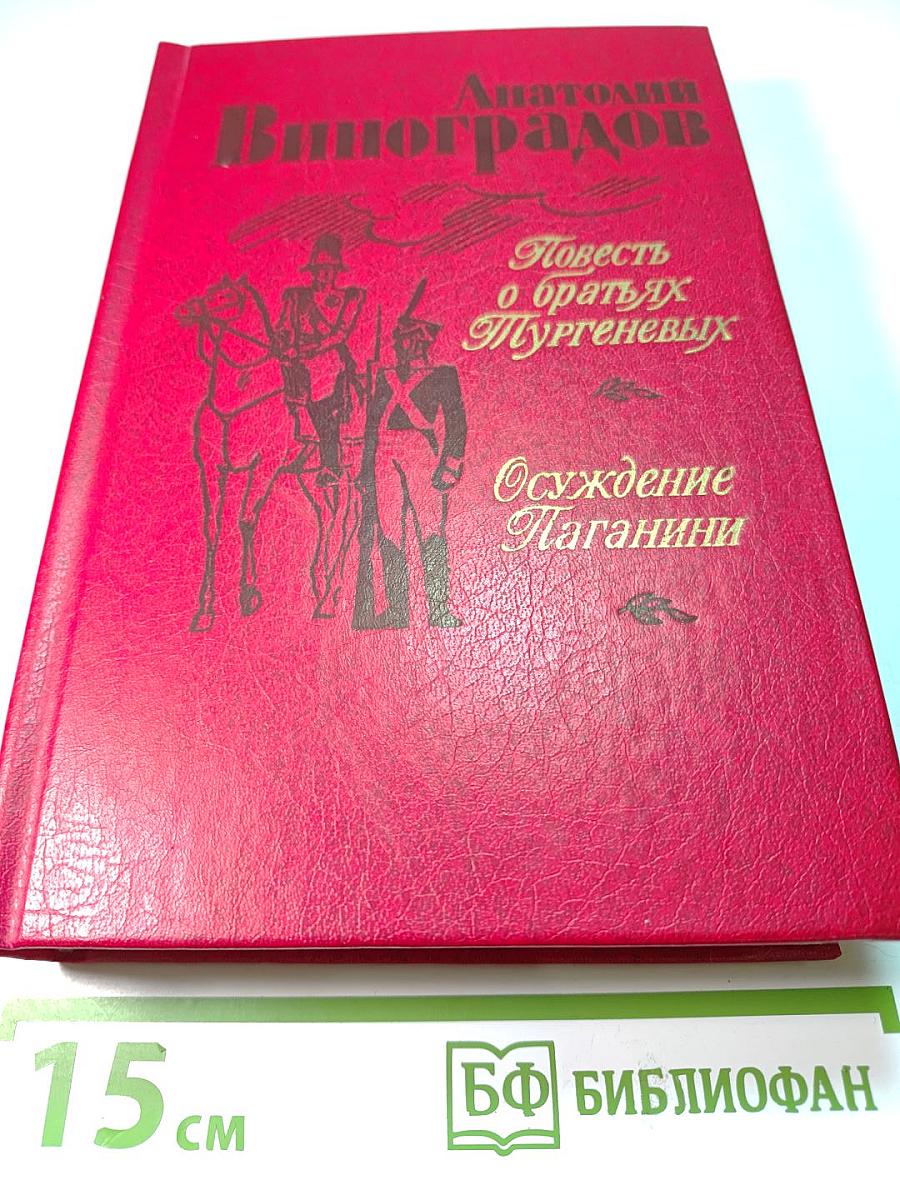 Анатолий
Виноградов
Повесть
о братьях
Тургеневых
Осуждение
Паганини
15 см
БФ БИБЛИОФАН